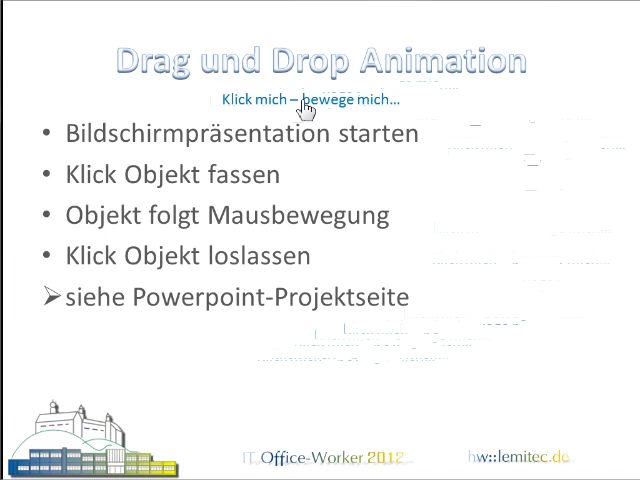 Drag und Drop Animation
Klick mich – bewege mich...
• Bildschirmpräsentation starten
• Klick Objekt fassen
• Objekt folgt Mausbewegung
• Klick Objekt loslassen
➢ siehe Powerpoint-Projektseite
IT Office-Worker 2012
hw::lemitec.de